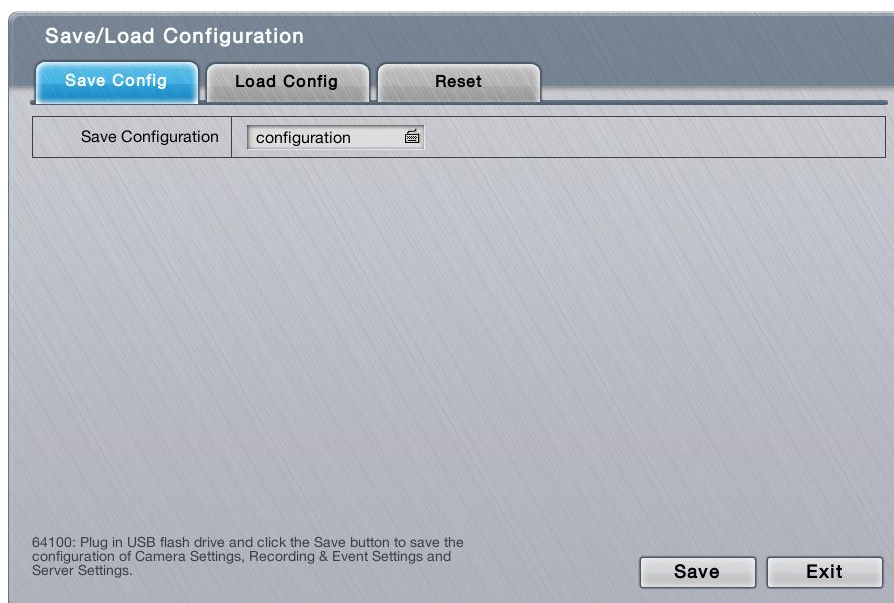 Save/Load Configuration
Save Config
Load Config
Reset
Save Configuration
configuration
64100: Plug in USB flash drive and click the Save button to save the
configuration of Camera Settings, Recording & Event Settings and
Server Settings.
Save
Exit